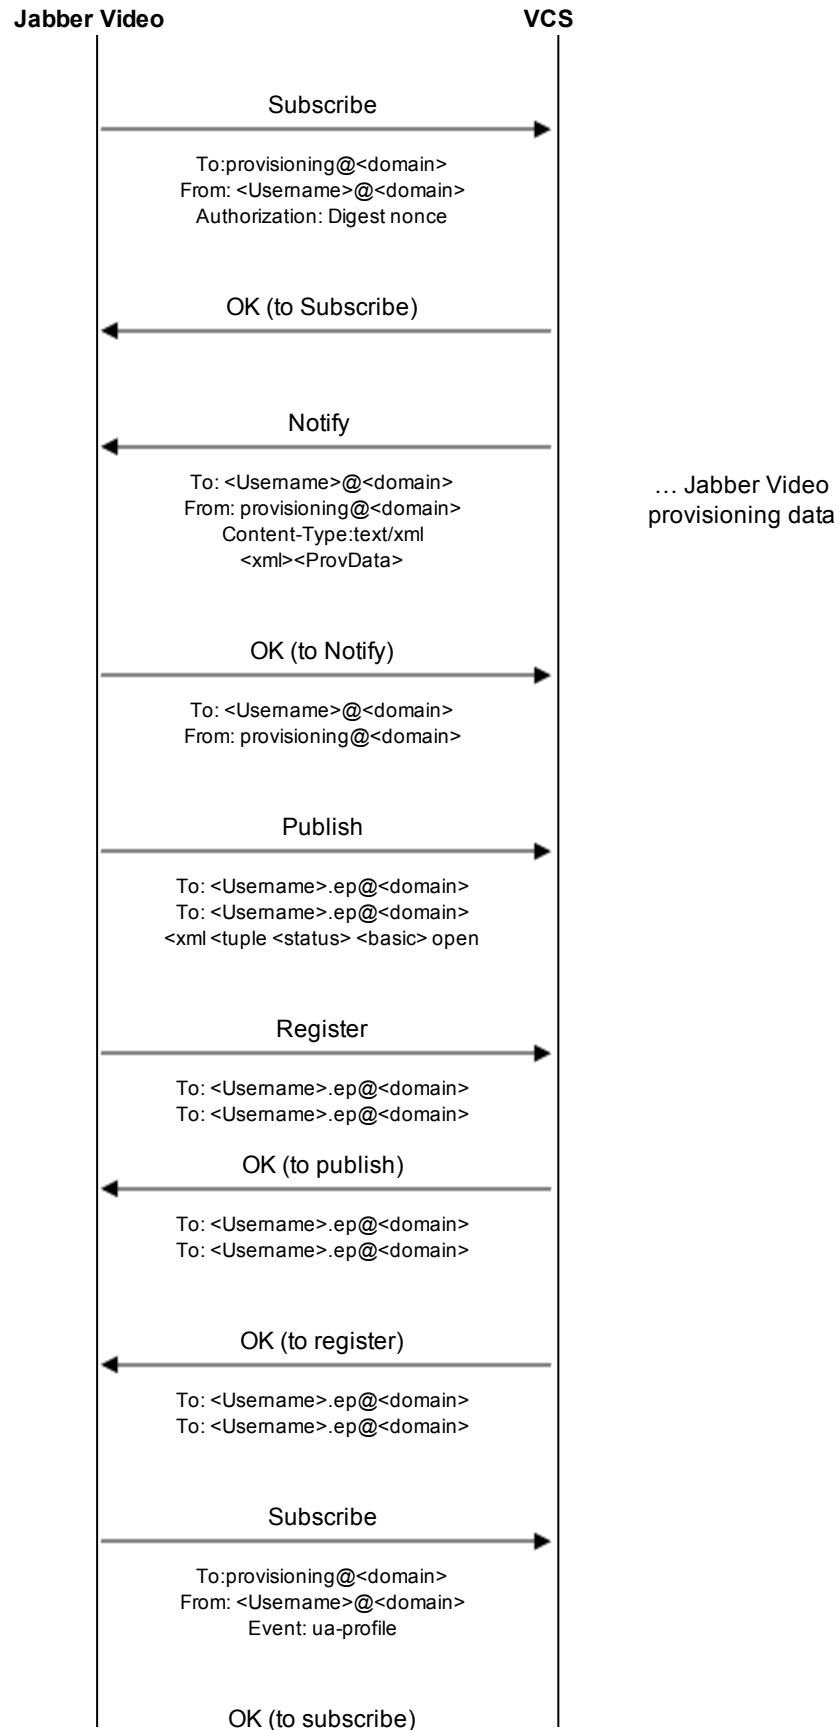 Jabber Video
VCS
Subscribe
To:provisioning@<domain>
From: <Username>@<domain>
Authorization: Digest nonce
OK (to Subscribe)
Notify
To: <Username>@<domain>
From: provisioning@<domain>
Content-Type:text/xml
<xml><ProvData>
… Jabber Video
provisioning data
OK (to Notify)
To: <Username>@<domain>
From: provisioning@<domain>
Publish
To: <Username>.ep@<domain>
To: <Username>.ep@<domain>
<xml <tuple <status> <basic> open
Register
To: <Username>.ep@<domain>
To: <Username>.ep@<domain>
OK (to publish)
To: <Username>.ep@<domain>
To: <Username>.ep@<domain>
OK (to register)
To: <Username>.ep@<domain>
To: <Username>.ep@<domain>
Subscribe
To:provisioning@<domain>
From: <Username>@<domain>
Event: ua-profile
OK (to subscribe)